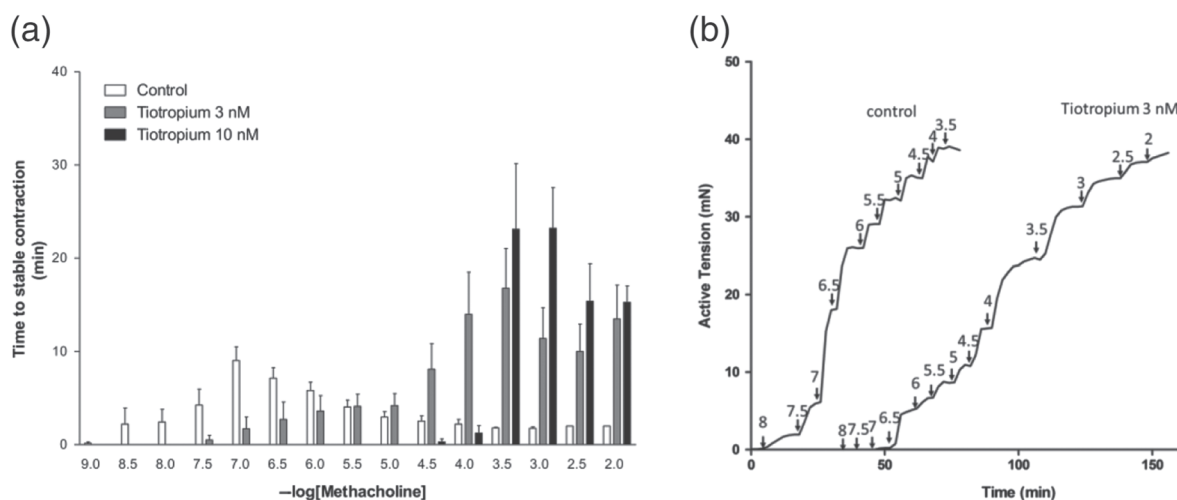 (a)
40
30
20
10
0
Time to stable contraction
(min)
Control
Tiotropium 3 nM
Tiotropium 10 nM
9.0 8.5 8.0 7.5 7.0 6.5 6.0 5.5 5.0 4.5 4.0 3.5 3.0 2.5 2.0
—log[Methacholine]
(b)
50
40
30
20
10
0
Active Tension (mN)
control
Tiotropium 3 nM
8
7.5
7
6.5
6
5.5
5
4.5
4
3.5
8
7.5
7
6.5
6
5.5
5
4.5
4
3.5
3
2.5
2
0 50 100 150
Time (min)